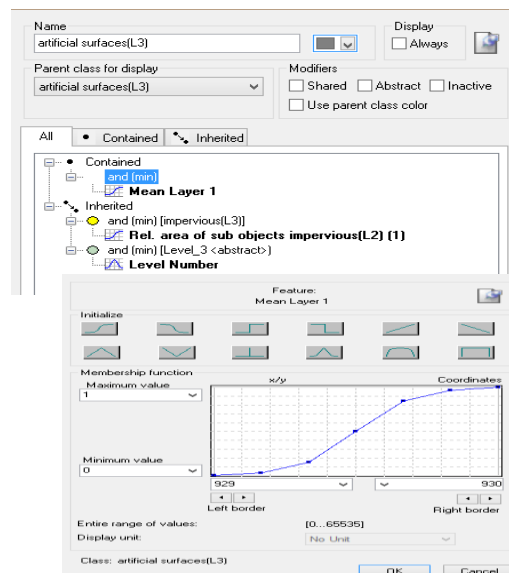 Name
artificial surfaces(L3)
Display
Always
Parent class for display
artificial surfaces(L3)
Modifiers
Shared Abstract Inactive
Use parent class color
All Contained Inherited
Contained
and (min)
Mean Layer 1
Inherited
and (min) [impervious(L3)]
Rel. area of sub objects impervious(L2) (1)
and (min) [Level_3 <abstract>)
Level Number
Feature:
Mean Layer 1
Initialize
Membership function
Maximum value
1
x/y
Coordinates
Minimum value
0
929
930
Left border
Right border
Entire range of values:
[0...65535]
Display unit:
No Unit
Class: artificial surfaces(L3)
OK Cancel